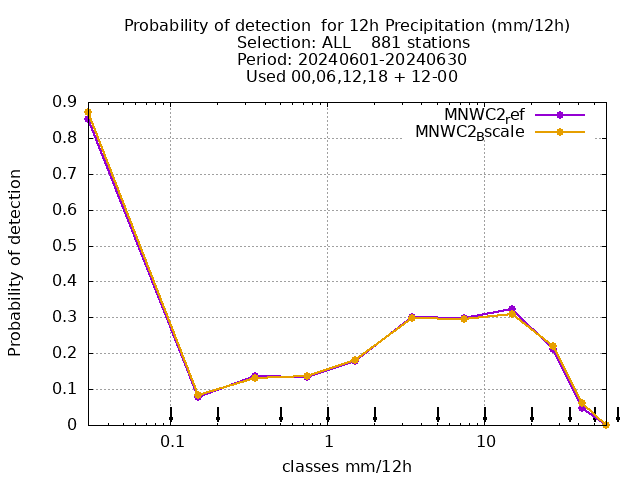 Probability of detection  for 12h Precipitation (mm/12h)
Selection: ALL    881 stations
Period: 20240601-20240630
Used 00,06,12,18 + 12-00
MNWC2ref
MNWC2Bscale
0.9
0.8
0.7
0.6
0.5
0.4
0.3
0.2
0.1
0
Probability of detection
0.1 1 10
classes mm/12h